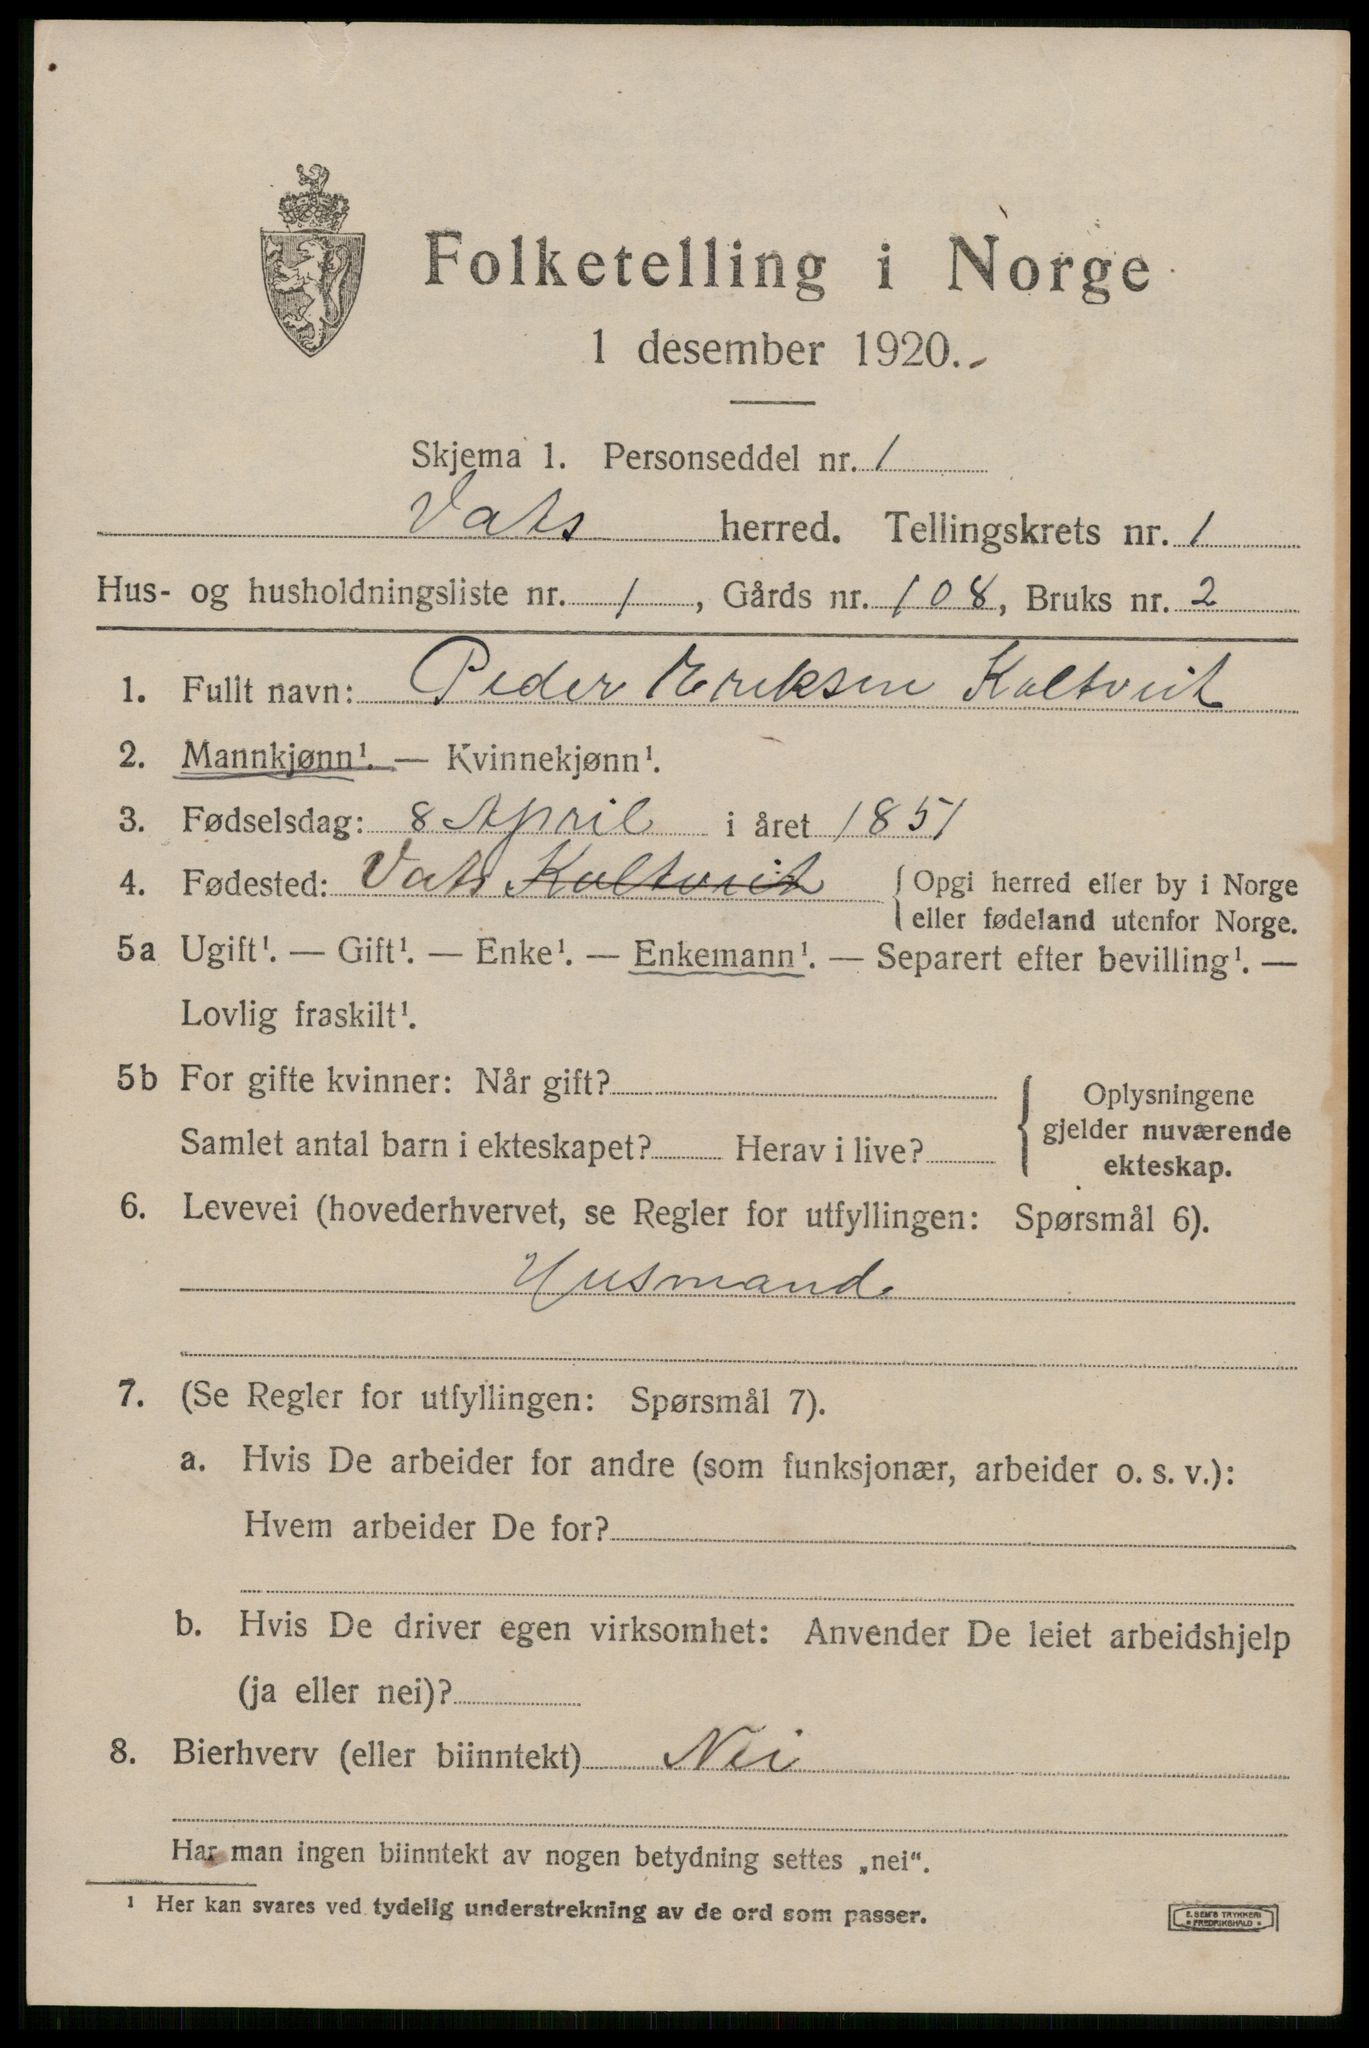 Folketelling i Norge
1 desember 1920.
Skjema 1. Personseddel nr. 1
Vats herred. Tellingskrets nr. 1
Hus- og husholdningsliste nr. 1, Gårds nr. 108, Bruks nr. 2
1. Fullt navn: Peder Eriksen Koltveit
2. Mannkjønn¹. — Kvinnekjønn¹.
3. Fødselsdag: 8 April i året 1851
4. Fødested: Vats Koltveit { Opgi herred eller by i Norge
eller fødeland utenfor Norge.
5a Ugift¹. — Gift¹. — Enke¹. — Enkemann¹. — Separert efter bevilling¹. —
Lovlig fraskilt¹.
5b For gifte kvinner: Når gift? { Oplysningene
gjelder nuværende
Samlet antal barn i ekteskapet? Herav i live?
ekteskap.
6. Levevei (hovederhvervet, se Regler for utfyllingen: Spørsmål 6).
Husmand
7. (Se Regler for utfyllingen: Spørsmål 7).
a. Hvis De arbeider for andre (som funksjonær, arbeider o. s. v.):
Hvem arbeider De for?
b. Hvis De driver egen virksomhet: Anvender De leiet arbeidshjelp
(ja eller nei)?
8. Bierhverv (eller biinntekt) Nei
Har man ingen biinntekt av nogen betydning settes „nei".
¹ Her kan svares ved tydelig understrekning av de ord som passer.
E. SEM'S TRYKKERI
FREDRIKSHALD